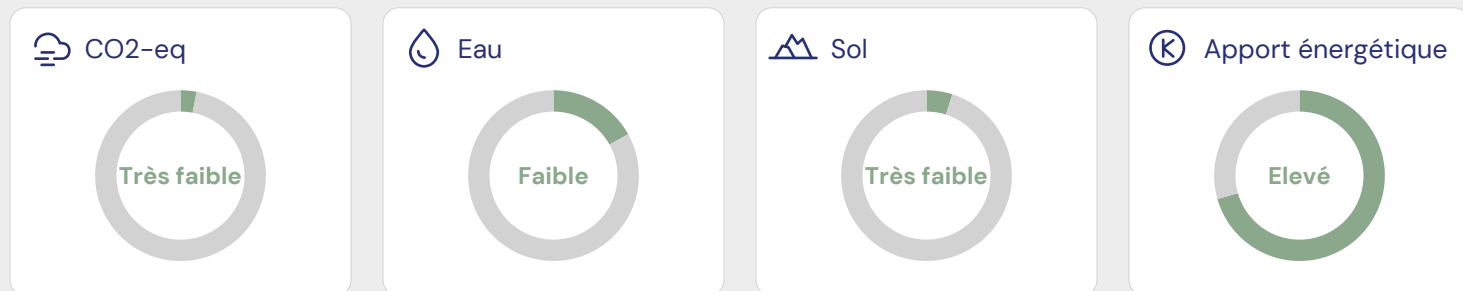 CO2-eq
Très faible
Eau
Faible
Sol
Très faible
Apport énergétique
Elevé